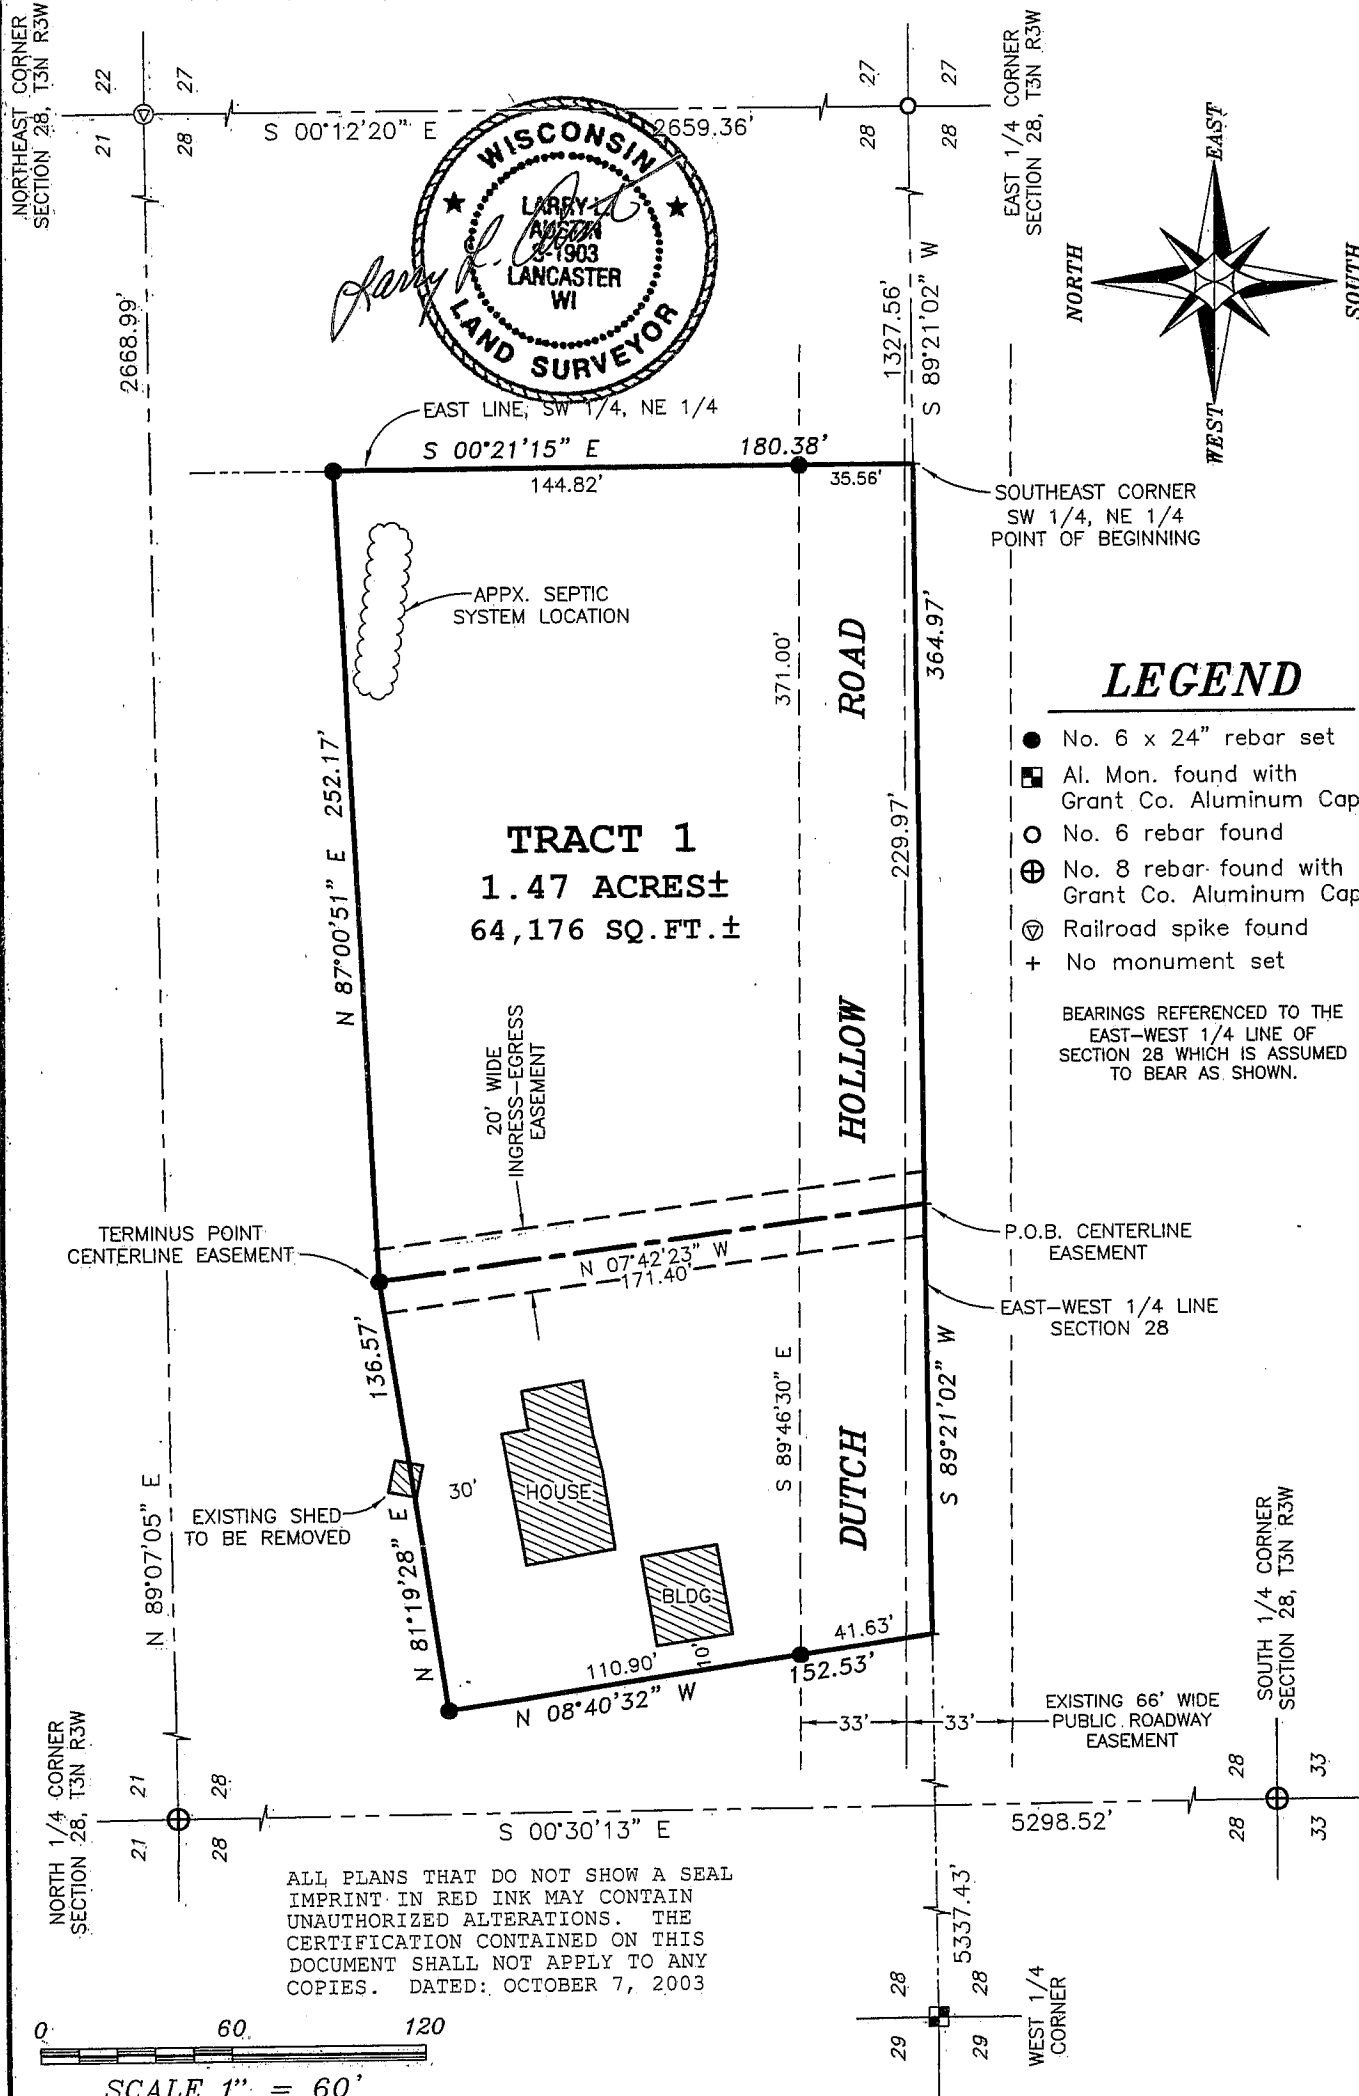 NORTHEAST CORNER
SECTION 28, T3N R3W
22
27
21
28
S 00°12'20" E
2659.36'
27
27
28
28
EAST 1/4 CORNER
SECTION 28, T3N R3W
WISCONSIN
LARRY L.
AUSTIN
S-1903
LANCASTER
WI
LAND SURVEYOR
EAST
NORTH
SOUTH
WEST
2668.99'
1327.56'
S 89°21'02" W
EAST LINE, SW 1/4, NE 1/4
S 00°21'15" E
180.38'
144.82'
35.56'
SOUTHEAST CORNER
SW 1/4, NE 1/4
POINT OF BEGINNING
APPX. SEPTIC
SYSTEM LOCATION
371.00'
ROAD
364.97'
LEGEND
No. 6 x 24" rebar set
Al. Mon. found with
Grant Co. Aluminum Cap
No. 6 rebar found
No. 8 rebar found with
Grant Co. Aluminum Cap
Railroad spike found
+ No monument set
BEARINGS REFERENCED TO THE
EAST-WEST 1/4 LINE OF
SECTION 28 WHICH IS ASSUMED
TO BEAR AS SHOWN.
N 87°00'51" E 252.17'
TRACT 1
1.47 ACRES±
64,176 SQ.FT.±
229.97'
HOLLOW
20' WIDE
INGRESS-EGRESS
EASEMENT
TERMINUS POINT
CENTERLINE EASEMENT
N 07°42'23" W
171.40'
P.O.B. CENTERLINE
EASEMENT
EAST-WEST 1/4 LINE
SECTION 28
136.57'
S 89°46'30" E
DUTCH
S 89°21'02" W
HOUSE
30'
EXISTING SHED
TO BE REMOVED
N 89°07'05" E
N 81°19'28" E
BLDG
10'
41.63'
110.90'
152.53'
N 08°40'32" W
33'
33'
EXISTING 66' WIDE
PUBLIC ROADWAY
EASEMENT
SOUTH 1/4 CORNER
SECTION 28, T3N R3W
28
33
28
33
NORTH 1/4 CORNER
SECTION 28, T3N R3W
21
28
21
28
S 00°30'13" E
5298.52'
ALL PLANS THAT DO NOT SHOW A SEAL
IMPRINT IN RED INK MAY CONTAIN
UNAUTHORIZED ALTERATIONS. THE
CERTIFICATION CONTAINED ON THIS
DOCUMENT SHALL NOT APPLY TO ANY
COPIES. DATED: OCTOBER 7, 2003
5337.43'
28
28
29
29
WEST 1/4
CORNER
0 60 120
SCALE 1" = 60'